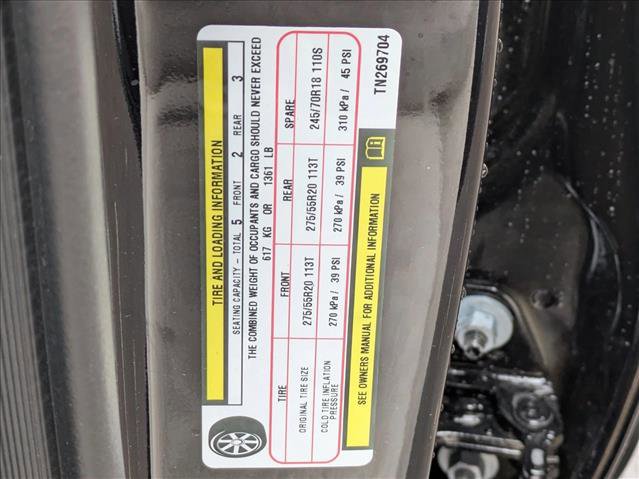 TIRE AND LOADING INFORMATION
SEATING CAPACITY - TOTAL 5 FRONT 2 REAR 3
THE COMBINED WEIGHT OF OCCUPANTS AND CARGO SHOULD NEVER EXCEED
617 KG OR 1361 LB
TIRE FRONT REAR SPARE
ORIGINAL TIRE SIZE 275/55R20 113T 275/55R20 113T 245/70R18 110S
COLD TIRE INFLATION PRESSURE 270 kPa / 39 PSI 270 kPa / 39 PSI 310 kPa / 45 PSI
SEE OWNERS MANUAL FOR ADDITIONAL INFORMATION
TN269704